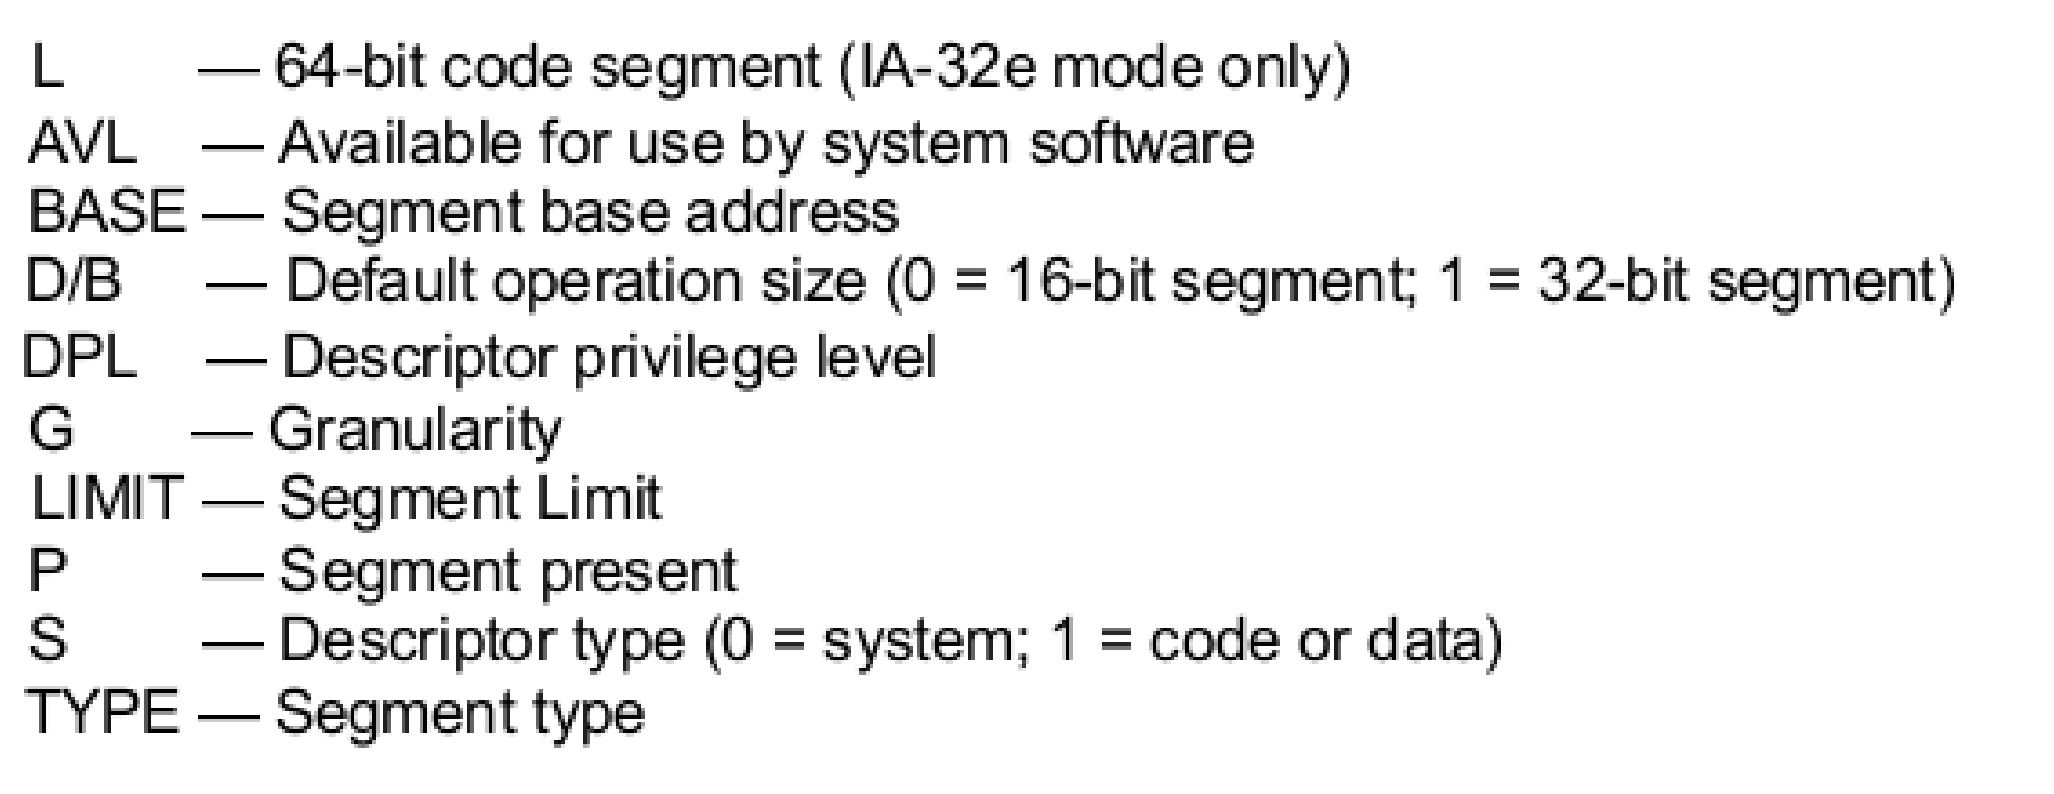 L — 64-bit code segment (IA-32e mode only)
AVL — Available for use by system software
BASE — Segment base address
D/B — Default operation size (0 = 16-bit segment; 1 = 32-bit segment)
DPL — Descriptor privilege level
G — Granularity
LIMIT — Segment Limit
P — Segment present
S — Descriptor type (0 = system; 1 = code or data)
TYPE — Segment type